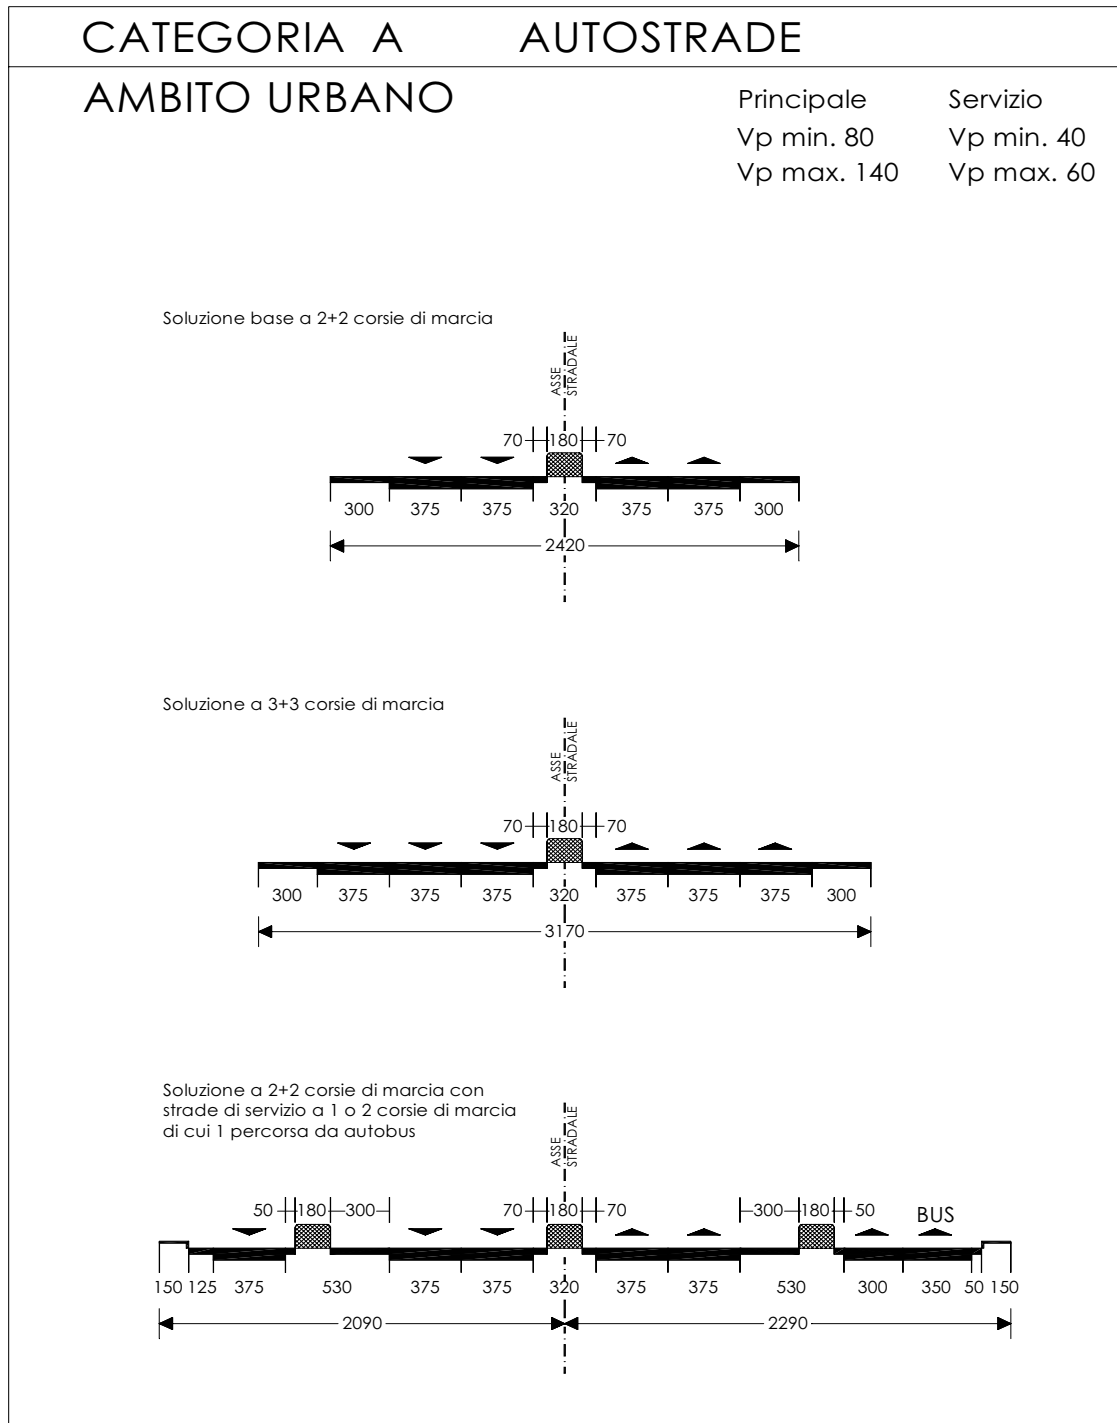 CATEGORIA A AUTOSTRADE
AMBITO URBANO
Principale Servizio
Vp min. 80 Vp min. 40
Vp max. 140 Vp max. 60
Soluzione base a 2+2 corsie di marcia
ASSE
STRADALE
70 180 70
300 375 375 320 375 375 300
2420
Soluzione a 3+3 corsie di marcia
ASSE
STRADALE
70 180 70
300 375 375 375 320 375 375 375 300
3170
Soluzione a 2+2 corsie di marcia con
strade di servizio a 1 o 2 corsie di marcia
di cui 1 percorsa da autobus
ASSE
STRADALE
50 180 300 70 180 70 300 180 50
BUS
150 125 375 530 375 375 320 375 375 530 300 350 50 150
2090 2290